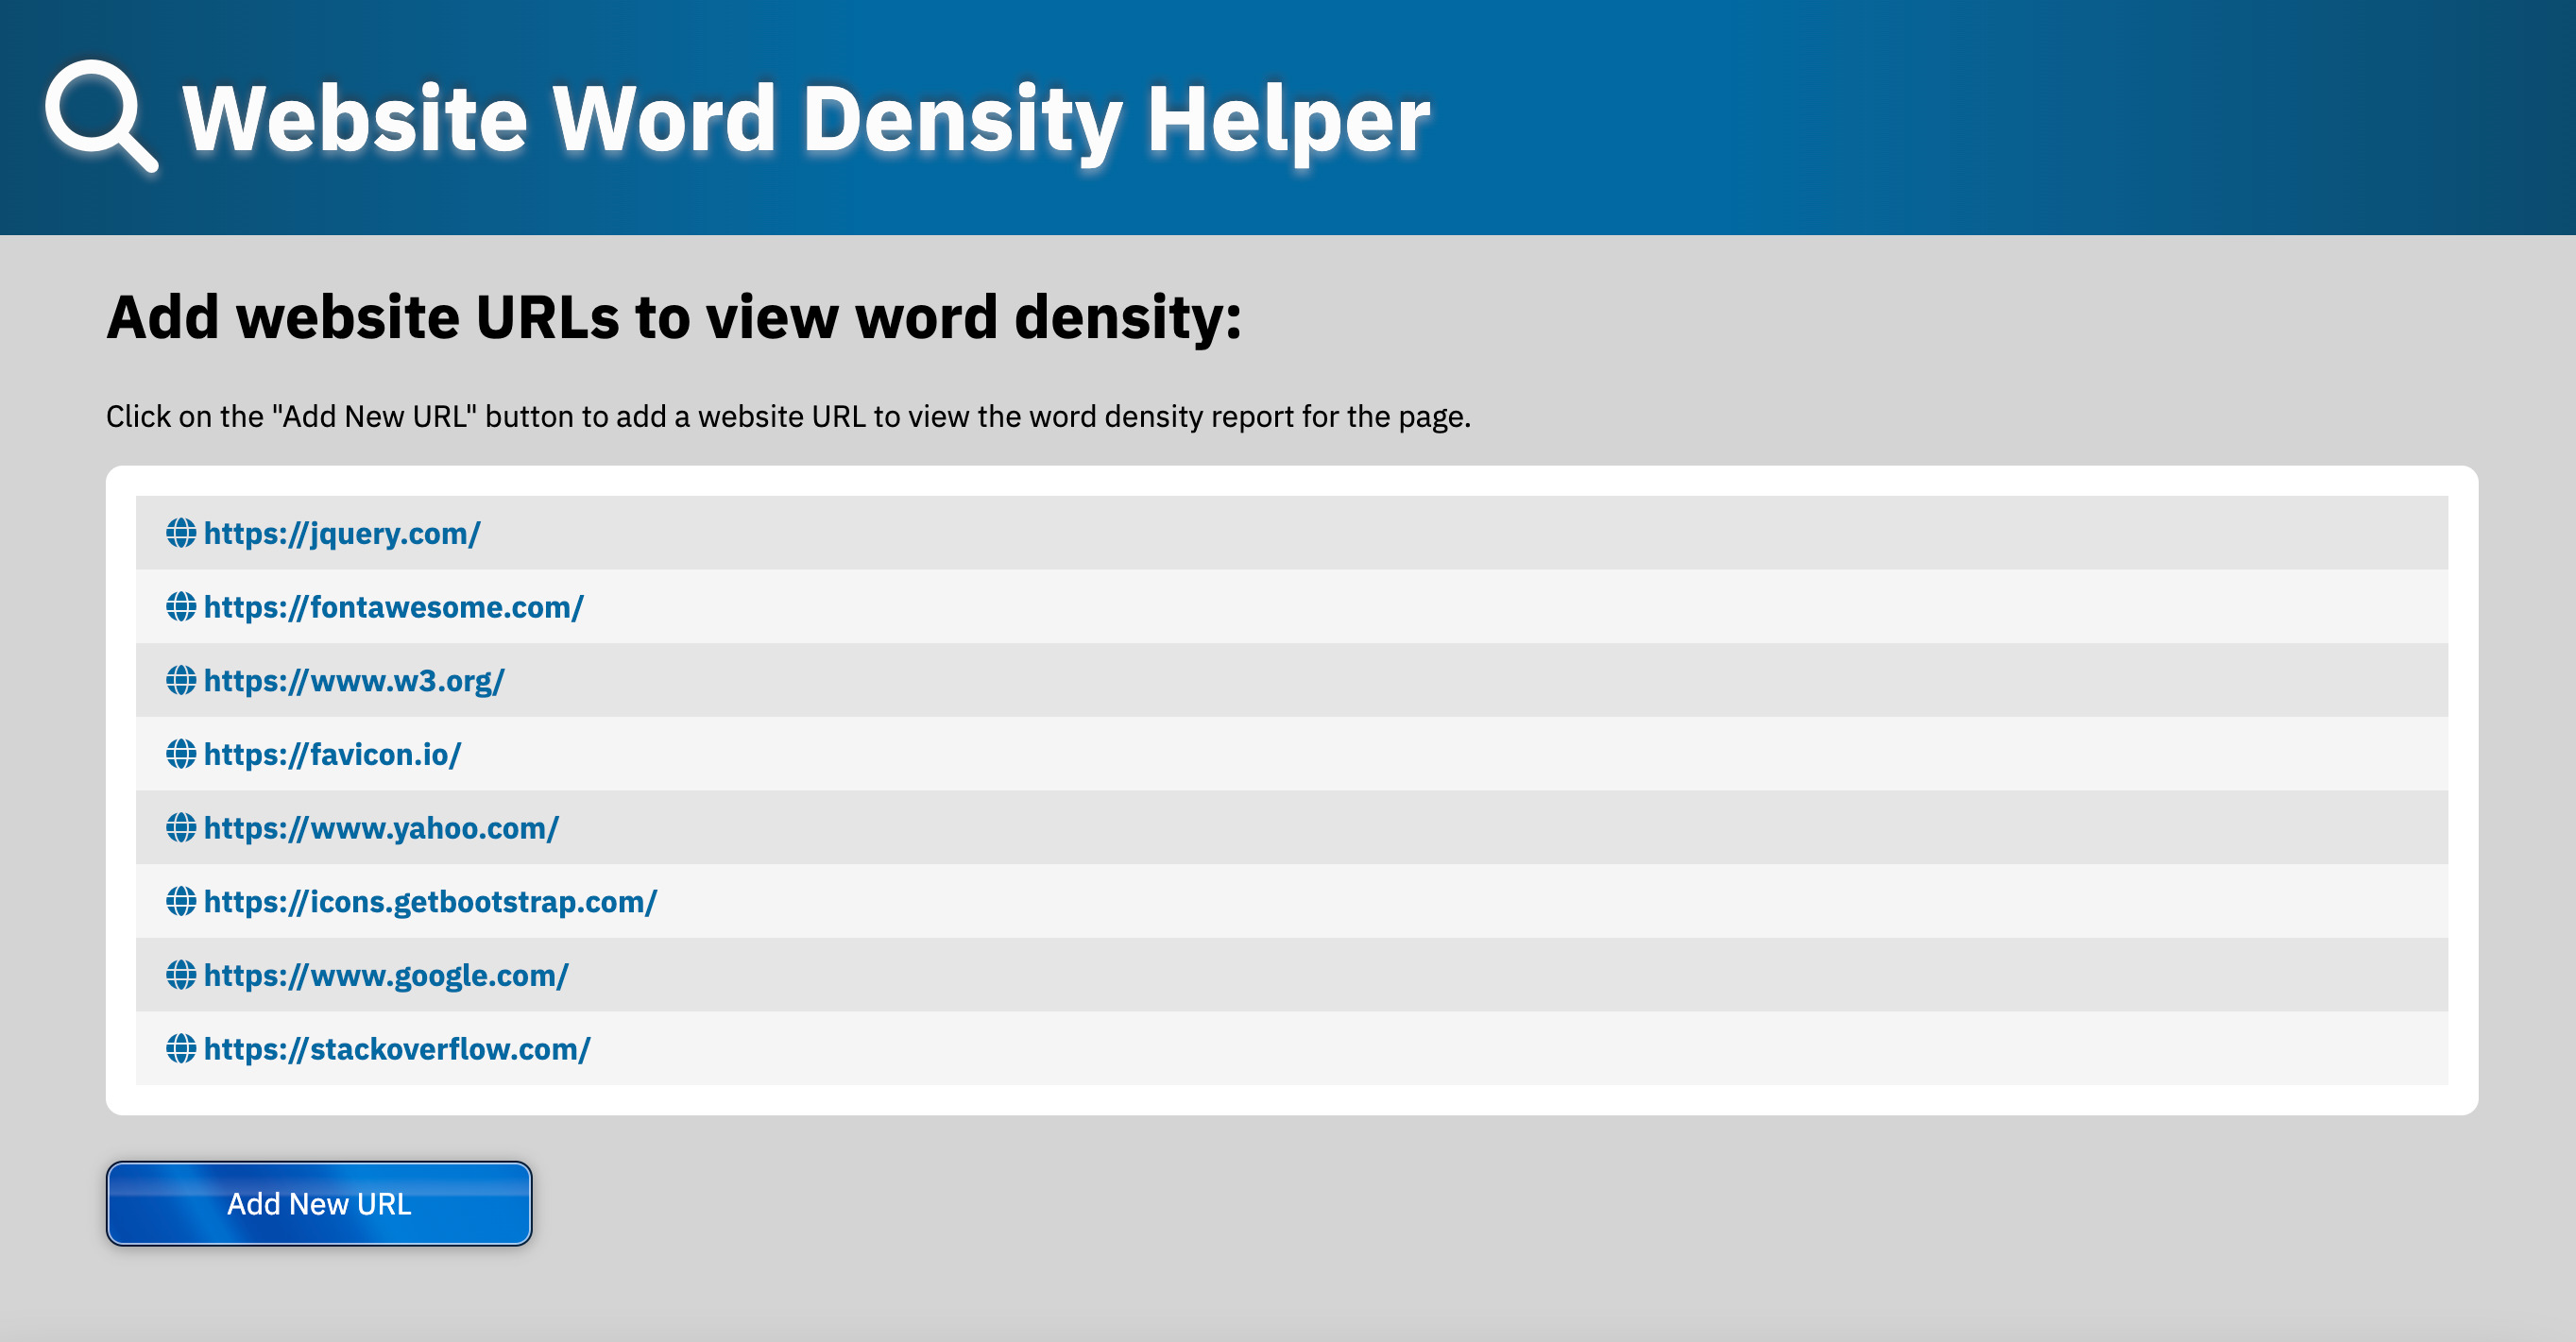 Website Word Density Helper
Add website URLs to view word density:
Click on the "Add New URL" button to add a website URL to view the word density report for the page.
https://jquery.com/
https://fontawesome.com/
https://www.w3.org/
https://favicon.io/
https://www.yahoo.com/
https://icons.getbootstrap.com/
https://www.google.com/
https://stackoverflow.com/
Add New URL